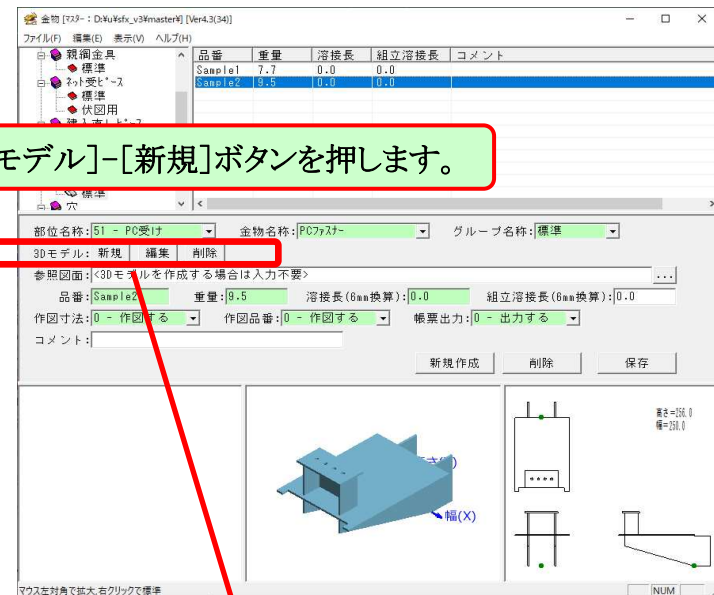 金物 [ﾏｽﾀｰ : D:¥u¥sfx_v3¥master¥] [Ver4.3(34)]
ファイル(F) 編集(E) 表示(V) ヘルプ(H)
親綱金具
標準
ﾈｯﾄ受ﾋﾟｰｽ
標準
伏図用
品番 重量 溶接長 組立溶接長 コメント
Sample1 7.7 0.0 0.0
Sample2 9.5 0.0 0.0
モデル]-[新規]ボタンを押します。
標準
穴
部位名称: 51 - PC受け 金物名称: PCﾌｧｽﾅｰ グループ名称: 標準
3Dモデル: 新規 編集 削除
参照図面: <3Dモデルを作成する場合は入力不要> ...
品番: Sample2 重量: 9.5 溶接長(6mm換算): 0.0 組立溶接長(6mm換算): 0.0
作図寸法: 0 - 作図する 作図品番: 0 - 作図する 帳票出力: 0 - 出力する
コメント:
新規作成 削除 保存
幅(X)
高さ=256.0
幅=250.0
マウス左対角で拡大,右クリックで標準
NUM